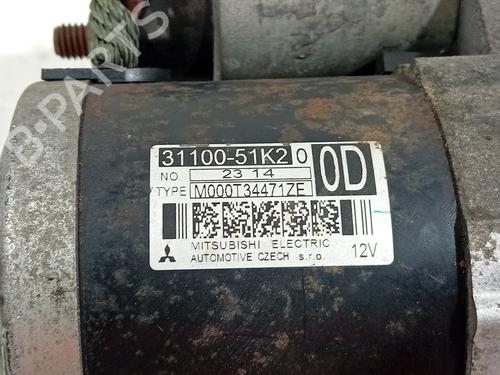 B-PARTS
31100-51K2 0
0D
NO 23 14
TYPE M000T34471ZE
MITSUBISHI ELECTRIC
AUTOMOTIVE CZECH s.r.o. 12V